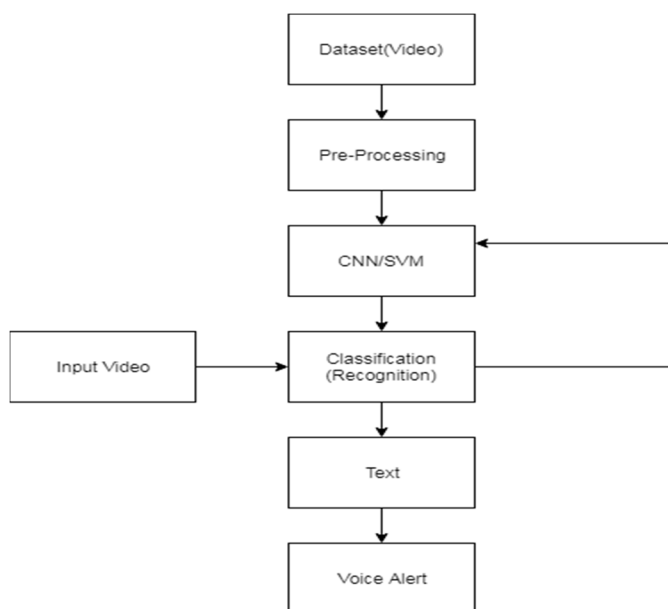 Dataset(Video)
Pre-Processing
CNN/SVM
Input Video
Classification
(Recognition)
Text
Voice Alert